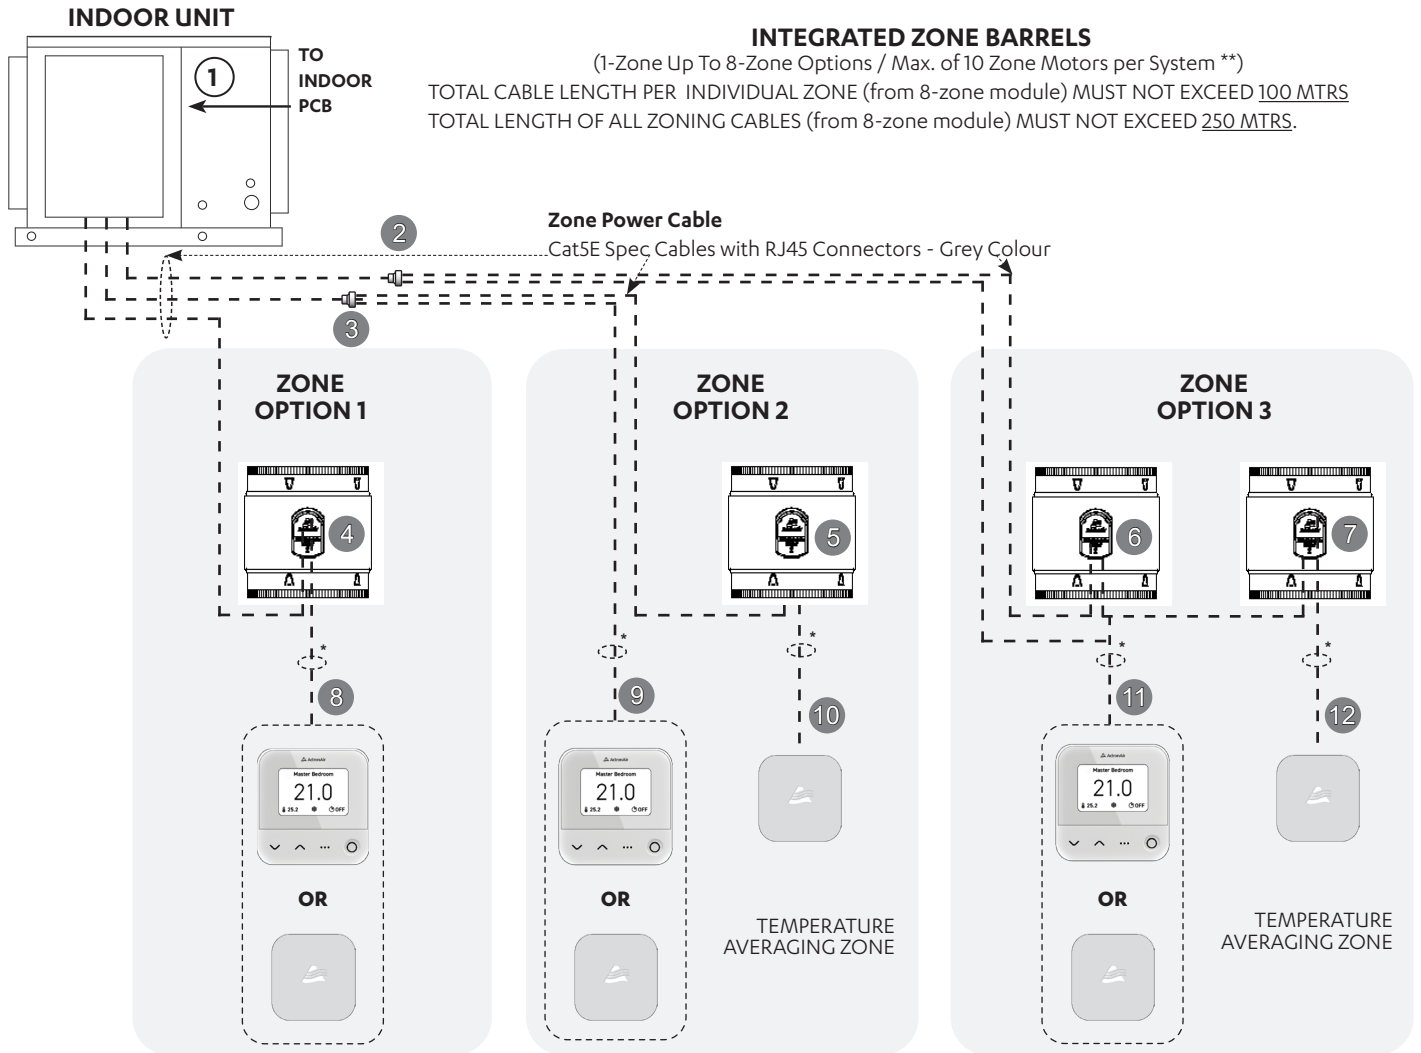 INDOOR UNIT
1
TO
INDOOR
PCB
INTEGRATED ZONE BARRELS
(1-Zone Up To 8-Zone Options / Max. of 10 Zone Motors per System **)
TOTAL CABLE LENGTH PER INDIVIDUAL ZONE (from 8-zone module) MUST NOT EXCEED 100 MTRS
TOTAL LENGTH OF ALL ZONING CABLES (from 8-zone module) MUST NOT EXCEED 250 MTRS.
Zone Power Cable
Cat5E Spec Cables with RJ45 Connectors - Grey Colour
2
3
ZONE
OPTION 1
4
*
8
ActronAir
Master Bedroom
21.0
25.2 OFF
OR
ZONE
OPTION 2
5
*
*
9
10
ActronAir
Master Bedroom
21.0
25.2 OFF
OR
TEMPERATURE
AVERAGING ZONE
ZONE
OPTION 3
6
7
*
*
11
12
ActronAir
Master Bedroom
21.0
25.2 OFF
OR
TEMPERATURE
AVERAGING ZONE